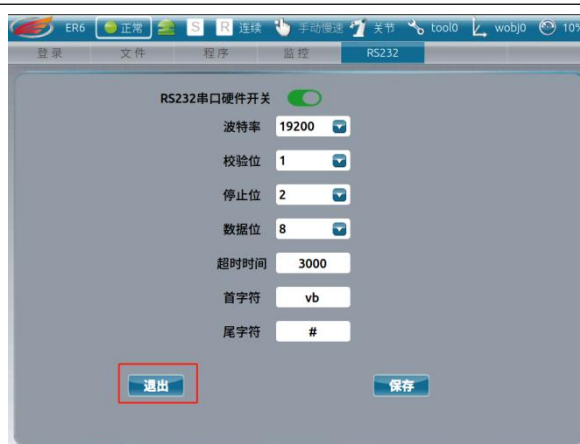 ER6 正常 S R 连续 手动慢速 关节 tool0 wobj0 10%
登录 文件 程序 监控 RS232
RS232串口硬件开关
波特率 19200
校验位 1
停止位 2
数据位 8
超时时间 3000
首字符 vb
尾字符 #
退出 保存